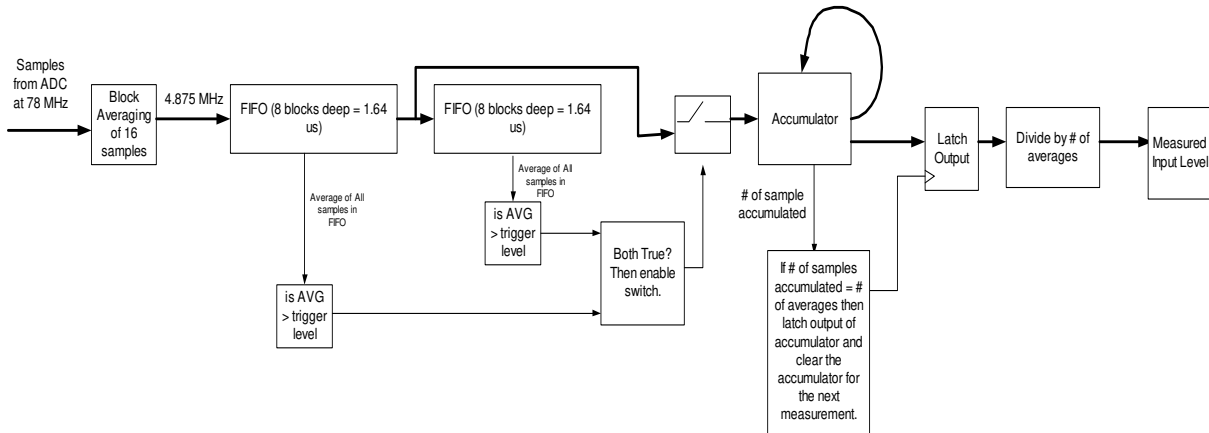 Samples
from ADC
at 78 MHz
Block
Averaging
of 16
samples
4.875 MHz
FIFO (8 blocks deep = 1.64
us)
FIFO (8 blocks deep = 1.64
us)
Average of All
samples in
FIFO
is AVG
> trigger
level
Average of All
samples in
FIFO
is AVG
> trigger
level
Both True?
Then enable
switch.
Accumulator
# of sample
accumulated
If # of samples
accumulated = #
of averages then
latch output of
accumulator and
clear the
accumulator for
the next
measurement.
Latch
Output
Divide by # of
averages
Measured
Input Level